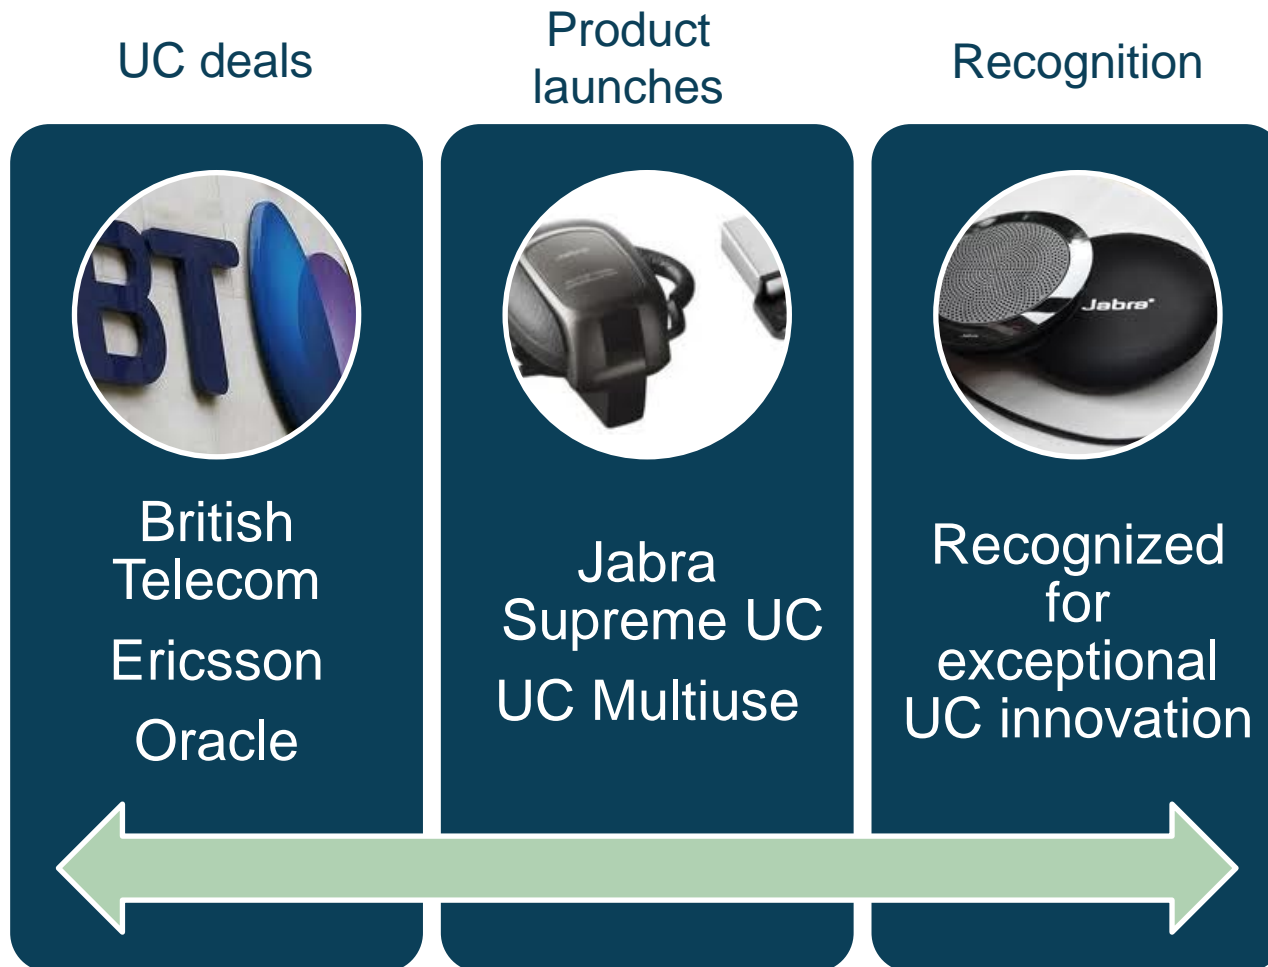 UC deals
Product
launches
Recognition
BT
Jabra
Jabra
British
Telecom
Ericsson
Oracle
Jabra
Supreme UC
UC Multiuse
Recognized
for
exceptional
UC innovation